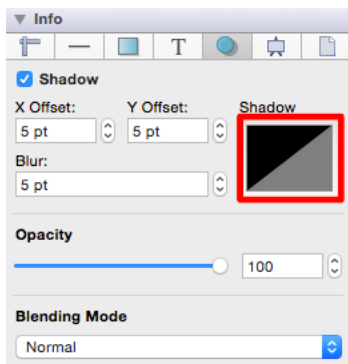 Info
T
Shadow
X Offset: Y Offset: Shadow
5 pt 5 pt
Blur:
5 pt
Opacity
100
Blending Mode
Normal